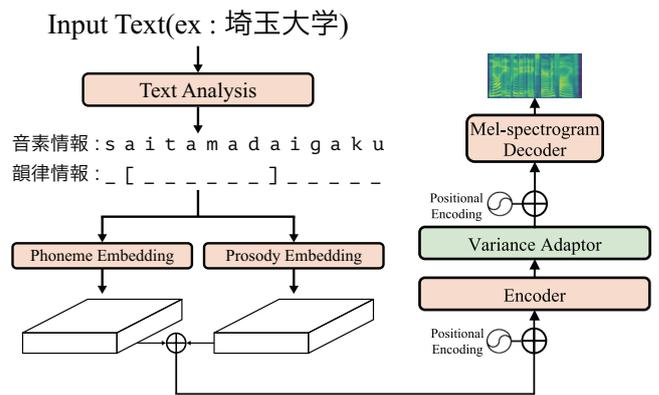 Input Text(ex : 埼玉大学)
Text Analysis
音素情報 : s a i t a m a d a i g a k u
韻律情報 : _ [ _ _ _ _ _ _ ] _ _ _ _ _
Phoneme Embedding
Prosody Embedding
Mel-spectrogram
Decoder
Positional
Encoding
Variance Adaptor
Encoder
Positional
Encoding